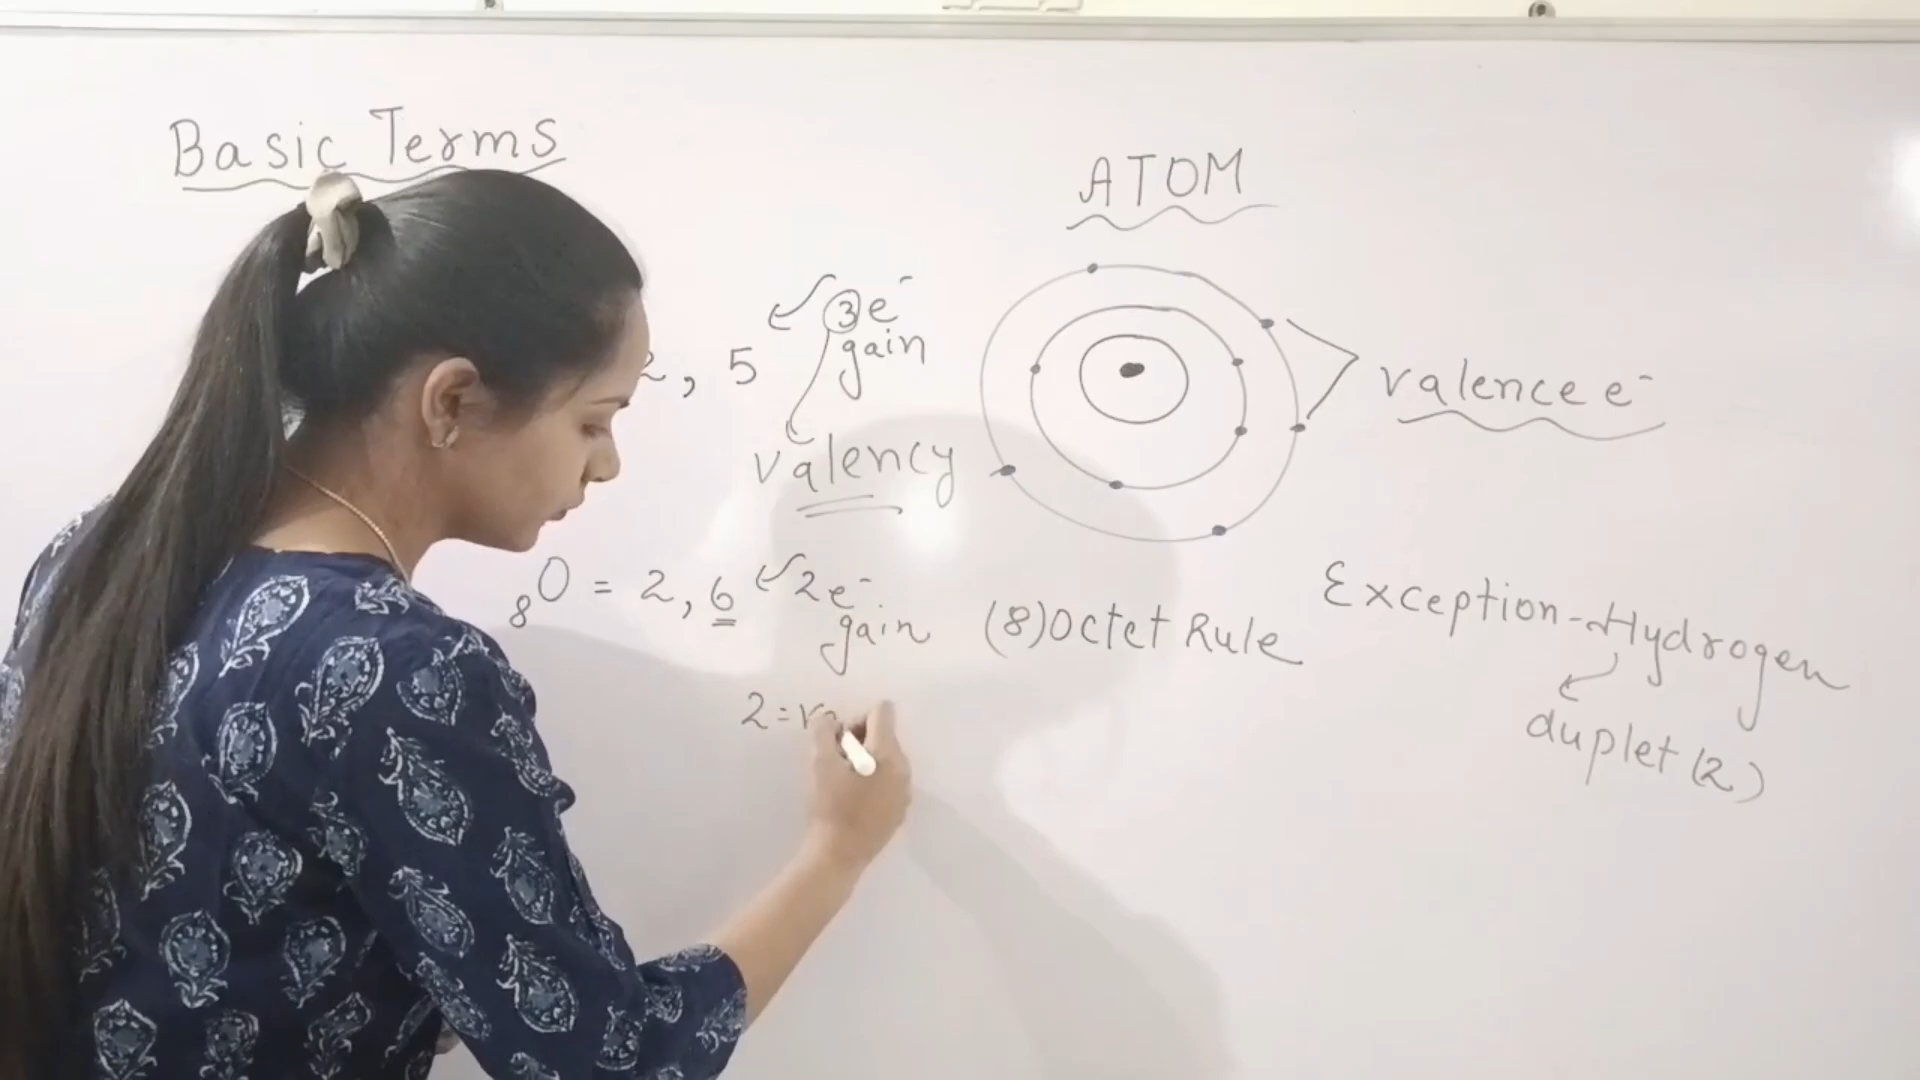 Basic Terms
ATOM
, 5
3e⁻
gain
valency
valence e⁻
₈O = 2, 6
2e⁻
gain
2 =
(8) Octet Rule
Exception - Hydrogen
duplet (2)